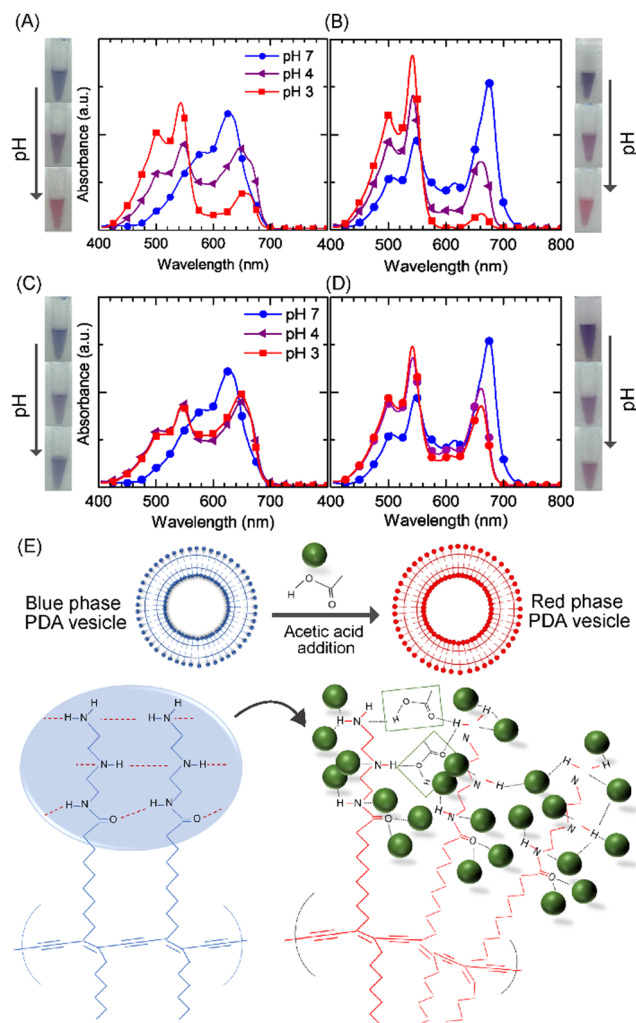 (A)
(B)
pH
pH
Absorbance (a.u.)
pH 7
pH 4
pH 3
400 500 600 700
400 500 600 700 800
Wavelength (nm)
Wavelength (nm)
(C)
(D)
pH
pH
Absorbance (a.u.)
pH 7
pH 4
pH 3
400 500 600 700
400 500 600 700 800
Wavelength (nm)
Wavelength (nm)
(E)
Blue phase
PDA vesicle
H O
O
Acetic acid
addition
Red phase
PDA vesicle